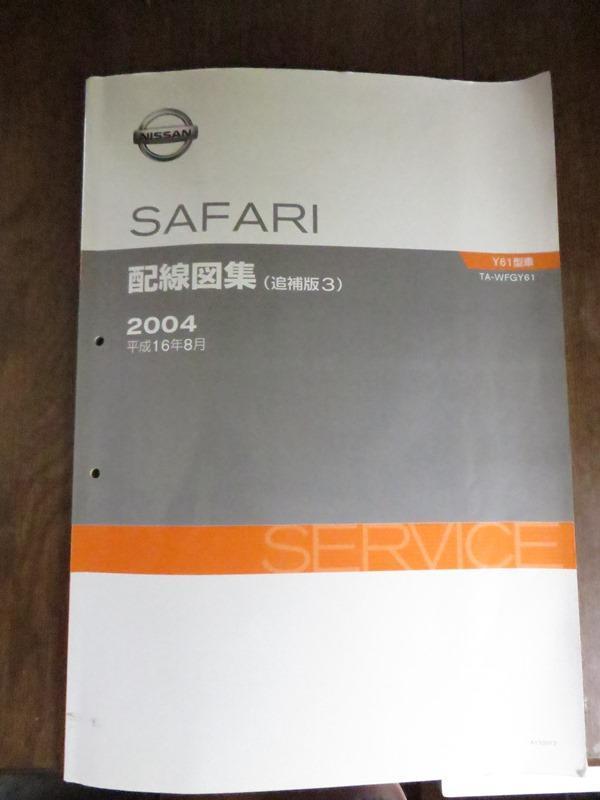 NISSAN
SAFARI
Y61型車
TA-WFGY61
配線図集(追補版3)
2004
平成16年8月
SERVICE